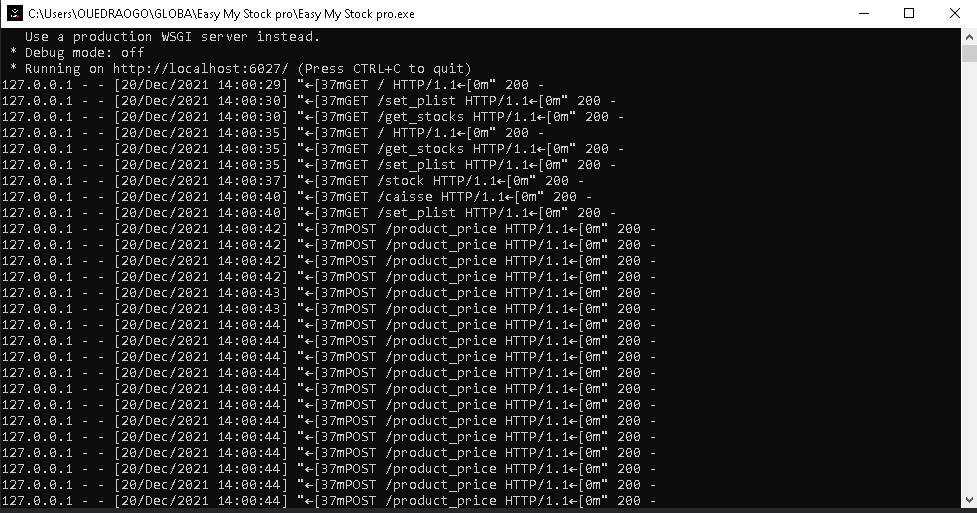 C:\Users\OUEDRAOGO\GLOBA\Easy My Stock pro\Easy My Stock pro.exe
Use a production WSGI server instead.
* Debug mode: off
* Running on http://localhost:6027/ (Press CTRL+C to quit)
127.0.0.1 - - [20/Dec/2021 14:00:29] "←[37mGET / HTTP/1.1←[0m" 200 -
127.0.0.1 - - [20/Dec/2021 14:00:30] "←[37mGET /set_plist HTTP/1.1←[0m" 200 -
127.0.0.1 - - [20/Dec/2021 14:00:30] "←[37mGET /get_stocks HTTP/1.1←[0m" 200 -
127.0.0.1 - - [20/Dec/2021 14:00:35] "←[37mGET / HTTP/1.1←[0m" 200 -
127.0.0.1 - - [20/Dec/2021 14:00:35] "←[37mGET /get_stocks HTTP/1.1←[0m" 200 -
127.0.0.1 - - [20/Dec/2021 14:00:35] "←[37mGET /set_plist HTTP/1.1←[0m" 200 -
127.0.0.1 - - [20/Dec/2021 14:00:37] "←[37mGET /stock HTTP/1.1←[0m" 200 -
127.0.0.1 - - [20/Dec/2021 14:00:40] "←[37mGET /caisse HTTP/1.1←[0m" 200 -
127.0.0.1 - - [20/Dec/2021 14:00:40] "←[37mGET /set_plist HTTP/1.1←[0m" 200 -
127.0.0.1 - - [20/Dec/2021 14:00:42] "←[37mPOST /product_price HTTP/1.1←[0m" 200 -
127.0.0.1 - - [20/Dec/2021 14:00:42] "←[37mPOST /product_price HTTP/1.1←[0m" 200 -
127.0.0.1 - - [20/Dec/2021 14:00:42] "←[37mPOST /product_price HTTP/1.1←[0m" 200 -
127.0.0.1 - - [20/Dec/2021 14:00:42] "←[37mPOST /product_price HTTP/1.1←[0m" 200 -
127.0.0.1 - - [20/Dec/2021 14:00:43] "←[37mPOST /product_price HTTP/1.1←[0m" 200 -
127.0.0.1 - - [20/Dec/2021 14:00:43] "←[37mPOST /product_price HTTP/1.1←[0m" 200 -
127.0.0.1 - - [20/Dec/2021 14:00:44] "←[37mPOST /product_price HTTP/1.1←[0m" 200 -
127.0.0.1 - - [20/Dec/2021 14:00:44] "←[37mPOST /product_price HTTP/1.1←[0m" 200 -
127.0.0.1 - - [20/Dec/2021 14:00:44] "←[37mPOST /product_price HTTP/1.1←[0m" 200 -
127.0.0.1 - - [20/Dec/2021 14:00:44] "←[37mPOST /product_price HTTP/1.1←[0m" 200 -
127.0.0.1 - - [20/Dec/2021 14:00:44] "←[37mPOST /product_price HTTP/1.1←[0m" 200 -
127.0.0.1 - - [20/Dec/2021 14:00:44] "←[37mPOST /product_price HTTP/1.1←[0m" 200 -
127.0.0.1 - - [20/Dec/2021 14:00:44] "←[37mPOST /product_price HTTP/1.1←[0m" 200 -
127.0.0.1 - - [20/Dec/2021 14:00:44] "←[37mPOST /product_price HTTP/1.1←[0m" 200 -
127.0.0.1 - - [20/Dec/2021 14:00:44] "←[37mPOST /product_price HTTP/1.1←[0m" 200 -
127.0.0.1 - - [20/Dec/2021 14:00:44] "←[37mPOST /product_price HTTP/1.1←[0m" 200 -
127.0.0.1 - - [20/Dec/2021 14:00:44] "←[37mPOST /product_price HTTP/1.1←[0m" 200 -
127.0.0.1 - - [20/Dec/2021 14:00:44] "←[37mPOST /product_price HTTP/1.1←[0m" 200 -